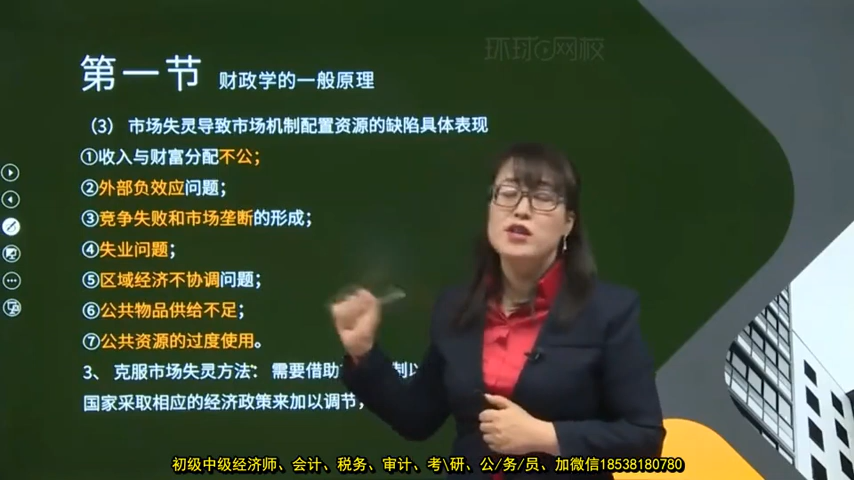 环球网校
第一节 财政学的一般原理
（3） 市场失灵导致市场机制配置资源的缺陷具体表现
①收入与财富分配不公；
②外部负效应问题；
③竞争失败和市场垄断的形成；
④失业问题；
⑤区域经济不协调问题；
⑥公共物品供给不足；
⑦公共资源的过度使用。
3、 克服市场失灵方法： 需要借助
国家采取相应的经济政策来加以调节，
初级中级经济师、会计、税务、审计、考\研、公/务/员、加微信18538180780